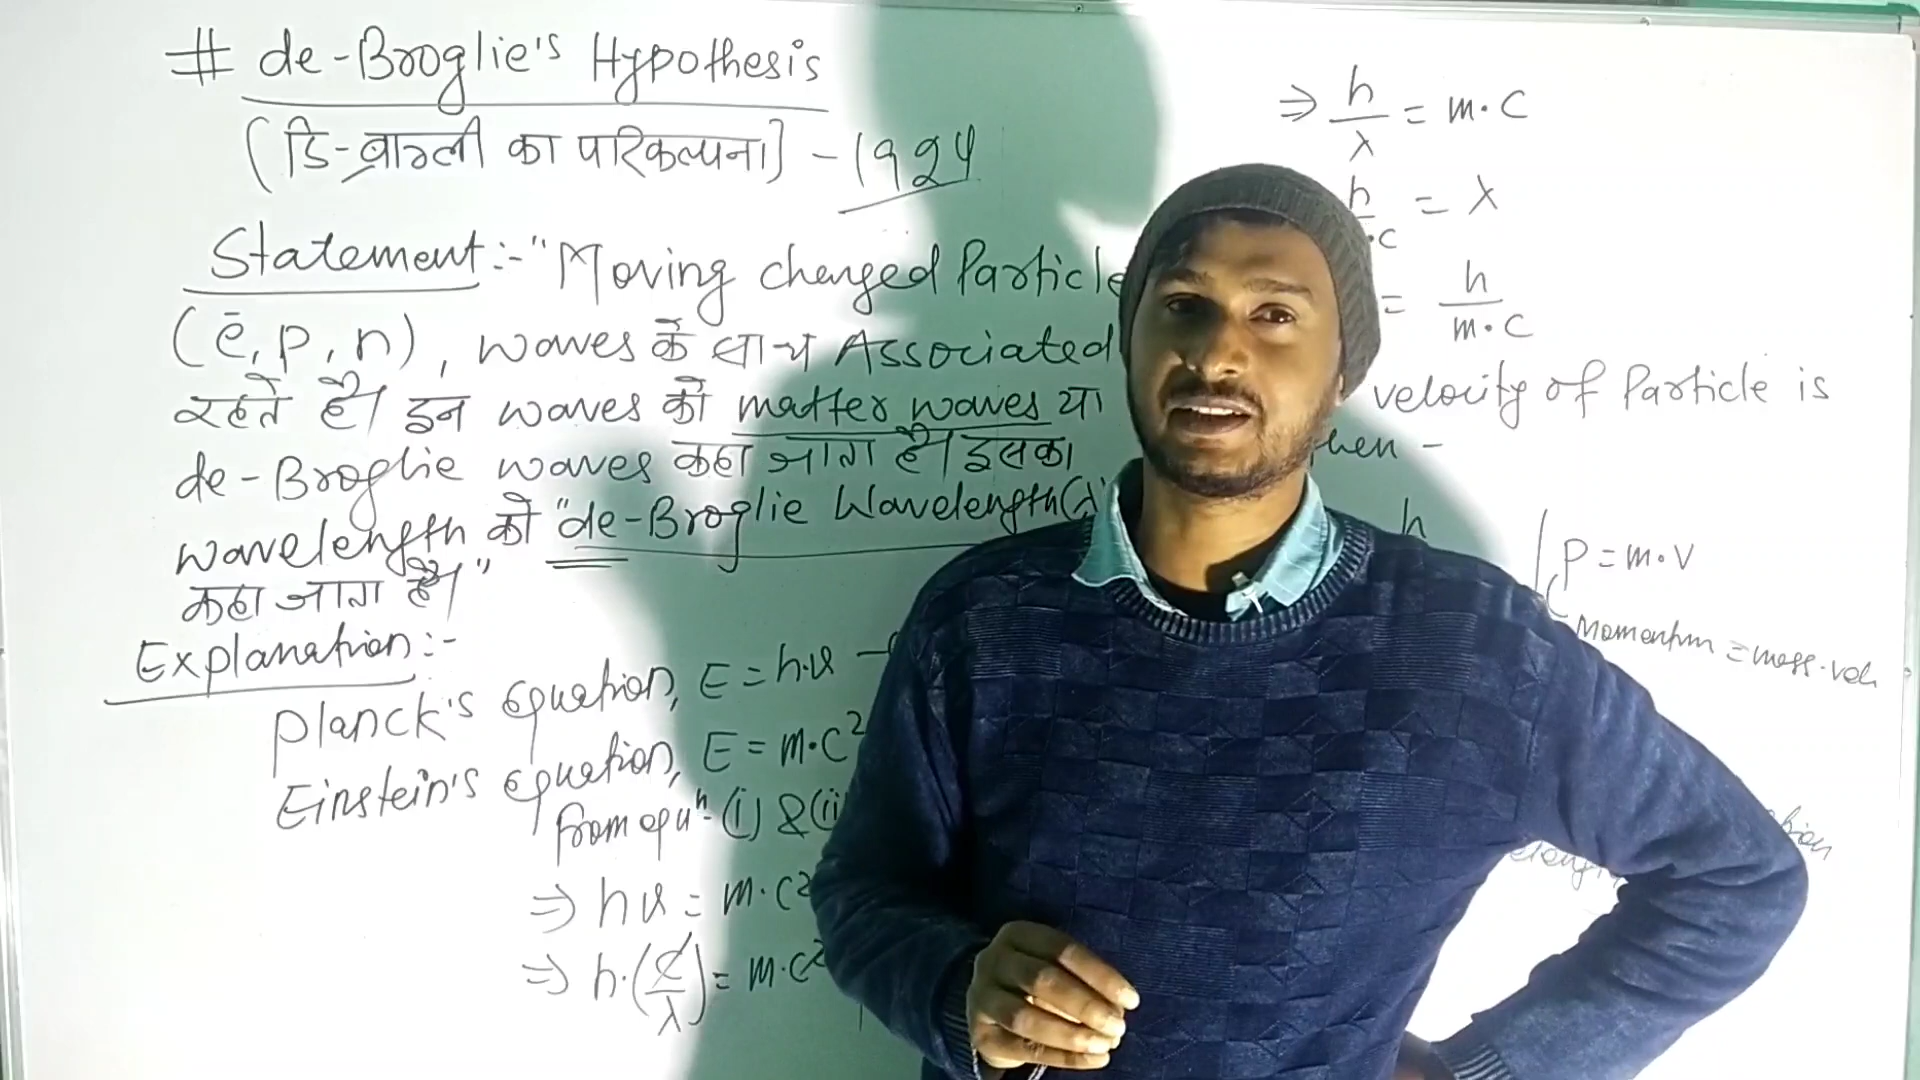 # de-Broglie's Hypothesis
(डि-ब्राग्ली का परिकल्पना] - 1924
Statement:- "Moving charged Particle
(ē, p, n), waves के साथ Associated
रहते है। इन waves को matter waves या
de-Broglie waves कहा जाता है। इसका
wavelength को "de-Broglie Wavelength(λ)
कहा जाता है।"
Explanation:-
Planck's equation, E = h.ν -
Einstein's equation, E = m.c²
from equⁿ- (i) & (ii
⇒ hν = m.c²
⇒ h.(c/λ) = m.c²
⇒ h/λ = m.c
h/.c = λ
= h/m.c
velocity of Particle is
then -
h
P = m.v
Momentum = mass.vel.